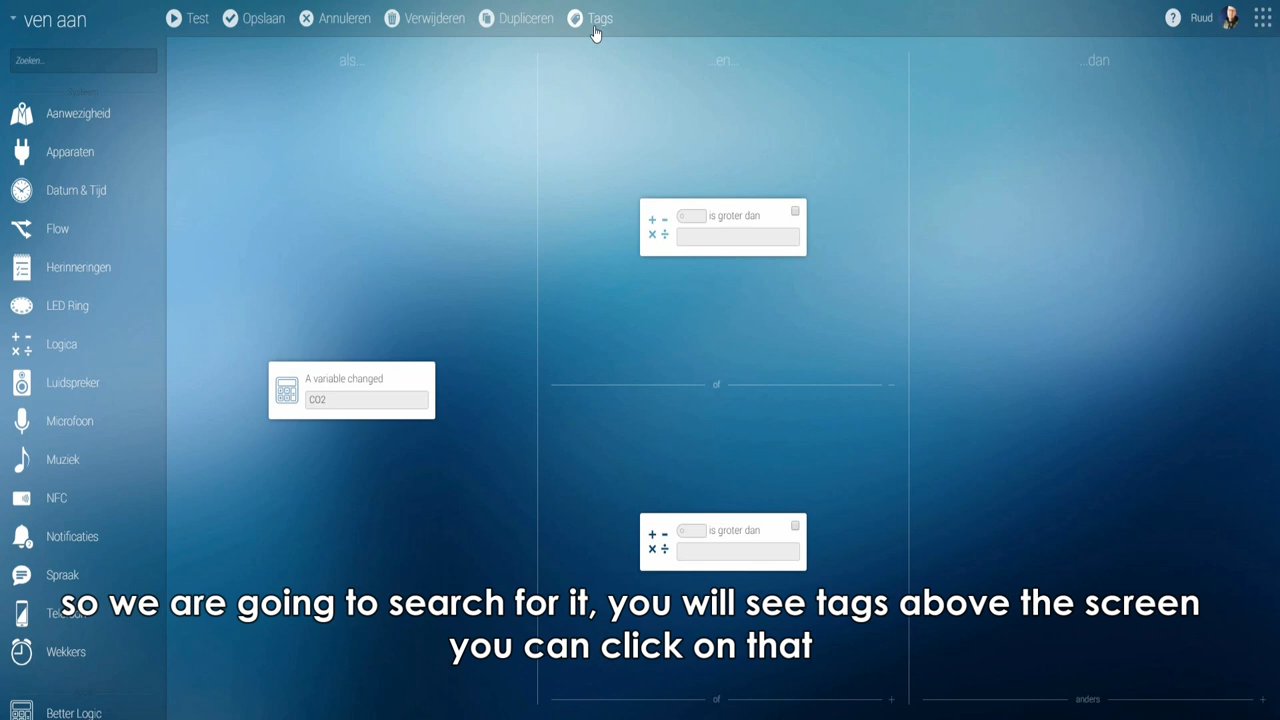 ven aan
Test
Opslaan
Annuleren
Verwijderen
Dupliceren
Tags
?
Ruud
Zoeken...
Aanwezigheid
Apparaten
Datum & Tijd
Flow
Herinneringen
LED Ring
Logica
Luidspreker
Microfoon
Muziek
NFC
Notificaties
Spraak
Wekkers
Better Logic
als...
A variable changed
CO2
...en...
0 is groter dan
of
0 is groter dan
of
...dan
anders
so we are going to search for it, you will see tags above the screen
you can click on that